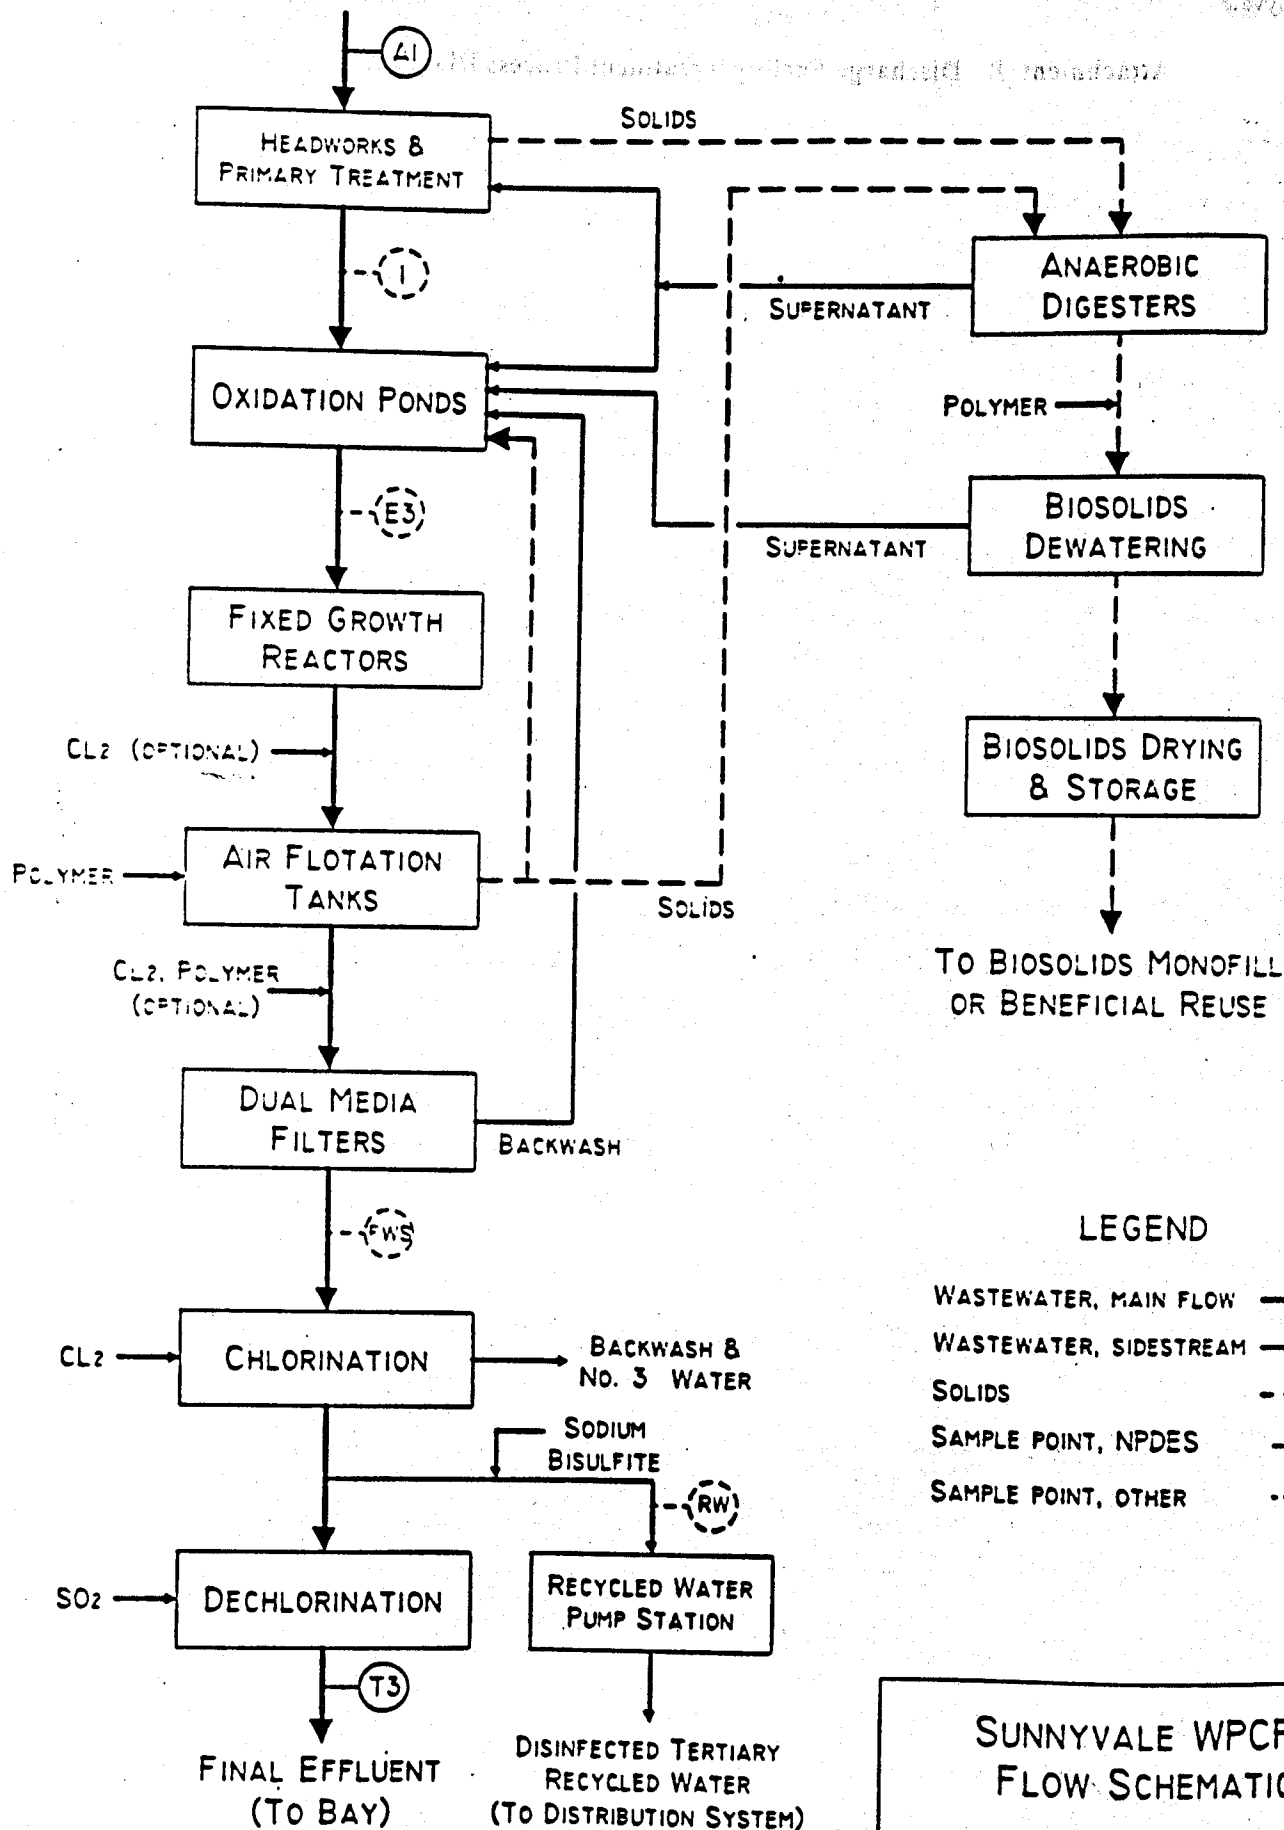 A1
HEADWORKS &
PRIMARY TREATMENT
SOLIDS
I
ANAEROBIC
DIGESTERS
SUPERNATANT
OXIDATION PONDS
POLYMER
E3
BIOSOLIDS
DEWATERING
SUPERNATANT
FIXED GROWTH
REACTORS
CL2 (OPTIONAL)
BIOSOLIDS DRYING
& STORAGE
POLYMER
AIR FLOTATION
TANKS
SOLIDS
CL2, POLYMER
(OPTIONAL)
TO BIOSOLIDS MONOFILL
OR BENEFICIAL REUSE
DUAL MEDIA
FILTERS
BACKWASH
FWS
LEGEND
WASTEWATER, MAIN FLOW
WASTEWATER, SIDESTREAM
SOLIDS
SAMPLE POINT, NPDES
SAMPLE POINT, OTHER
CL2
CHLORINATION
BACKWASH &
NO. 3 WATER
SODIUM
BISULFITE
RW
SO2
DECHLORINATION
RECYCLED WATER
PUMP STATION
T3
FINAL EFFLUENT
(TO BAY)
DISINFECTED TERTIARY
RECYCLED WATER
(TO DISTRIBUTION SYSTEM)
SUNNYVALE WPCP
FLOW SCHEMATIC